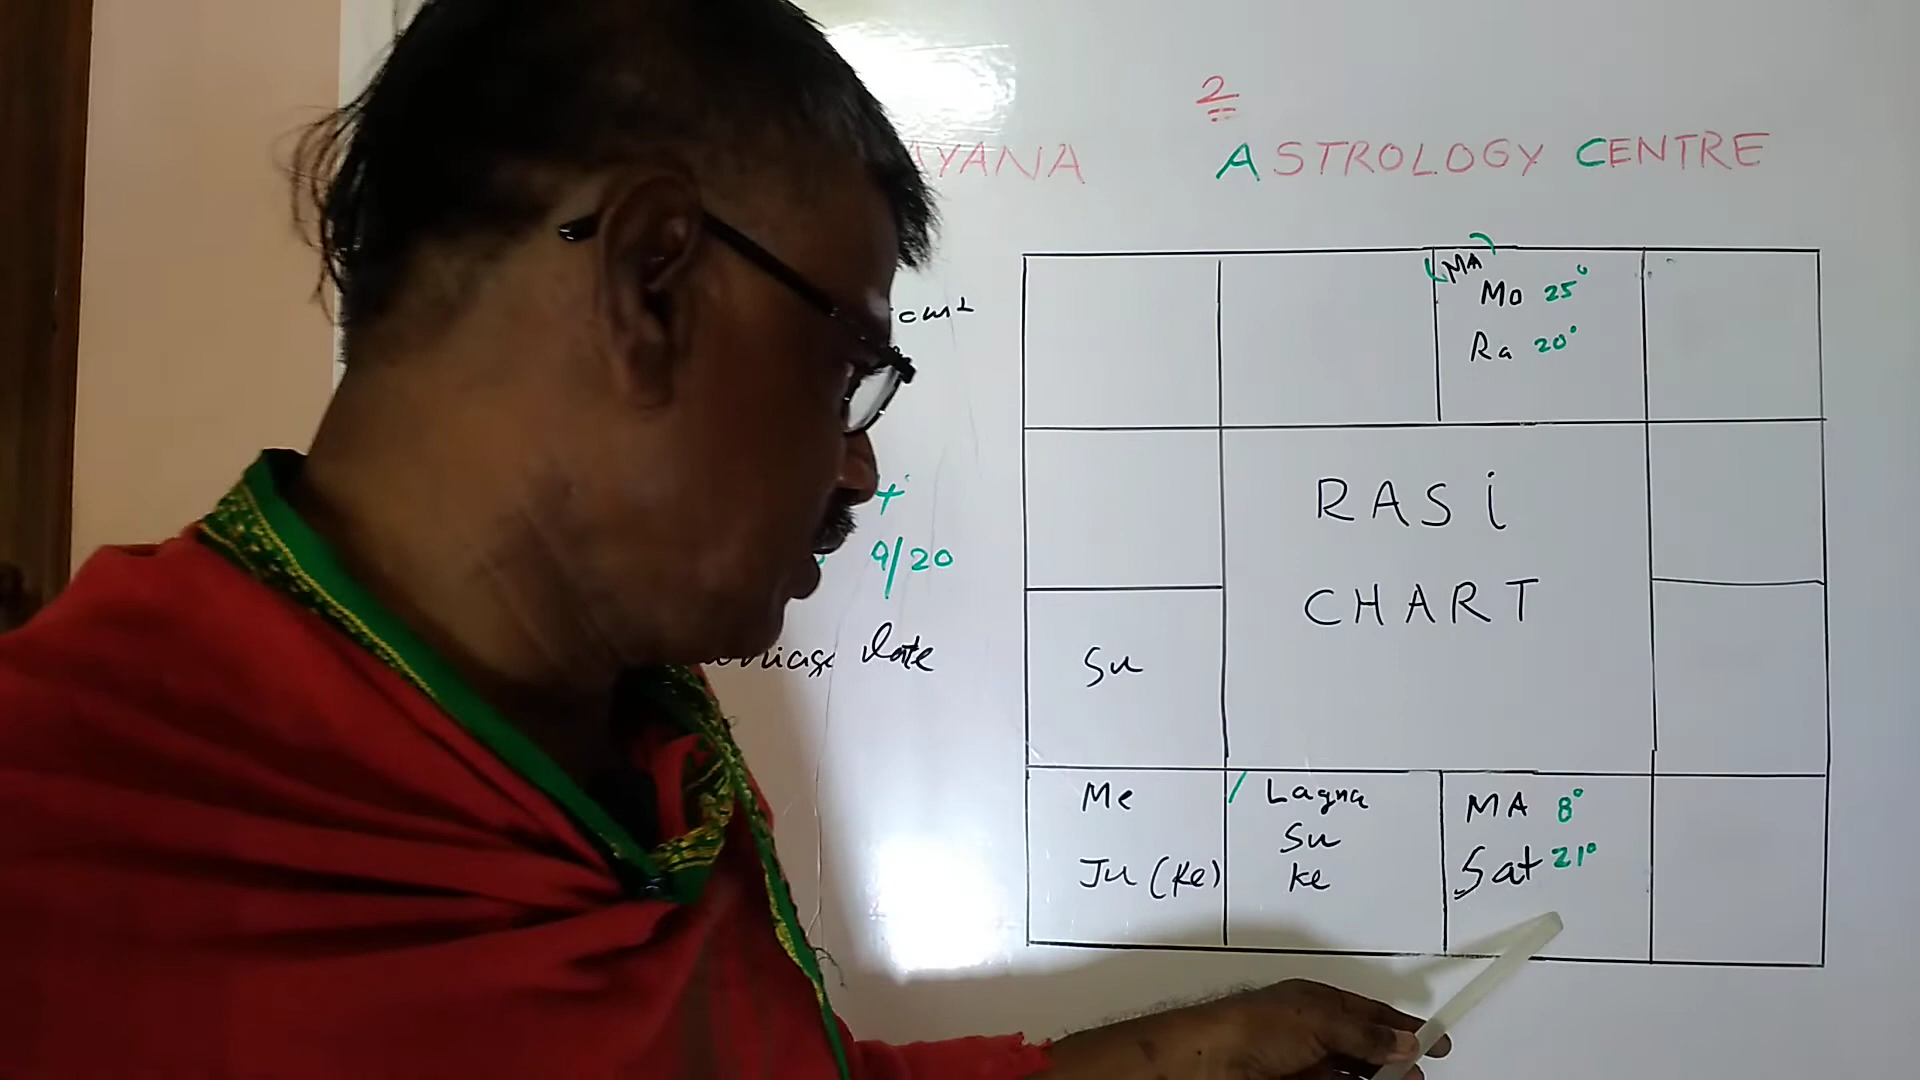 2
AYANA ASTROLOGY CENTRE
MA
Mo 25°
Ra 20°
+
9/20
Date
RASi
CHART
Su
Me
Ju (Ke)
Lagna
Su
Ke
MA 8°
Sat 21°